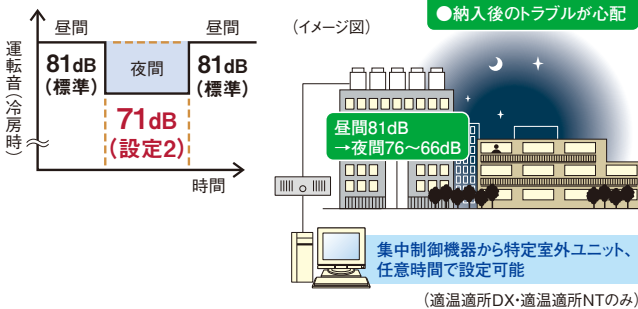 ●納入後のトラブルが心配
昼間
昼間
(イメージ図)
運転音(冷房時)
81dB
(標準)
夜間
81dB
(標準)
71dB
(設定2)
時間
昼間81dB
→夜間76〜66dB
集中制御機器から特定室外ユニット、
任意時間で設定可能
(適温適所DX・適温適所NTのみ)